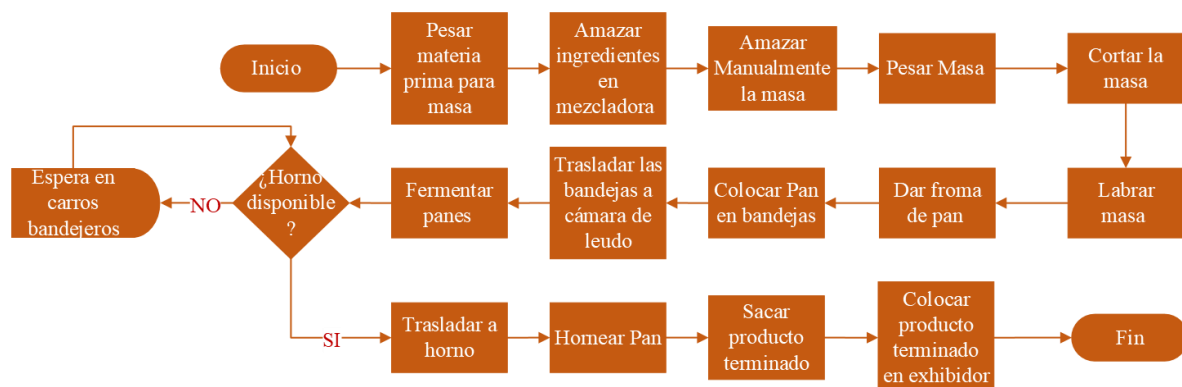 Inicio
Pesar
materia
prima para
masa
Amazar
ingredientes
en
mezcladora
Amazar
Manualmente
la masa
Pesar Masa
Cortar la
masa
Labrar
masa
Dar froma
de pan
Colocar Pan
en bandejas
Trasladar las
bandejas a
cámara de
leudo
Fermentar
panes
¿Horno
disponible
?
NO
Espera en
carros
bandejeros
SI
Trasladar a
horno
Hornear Pan
Sacar
producto
terminado
Colocar
producto
terminado
en exhibidor
Fin